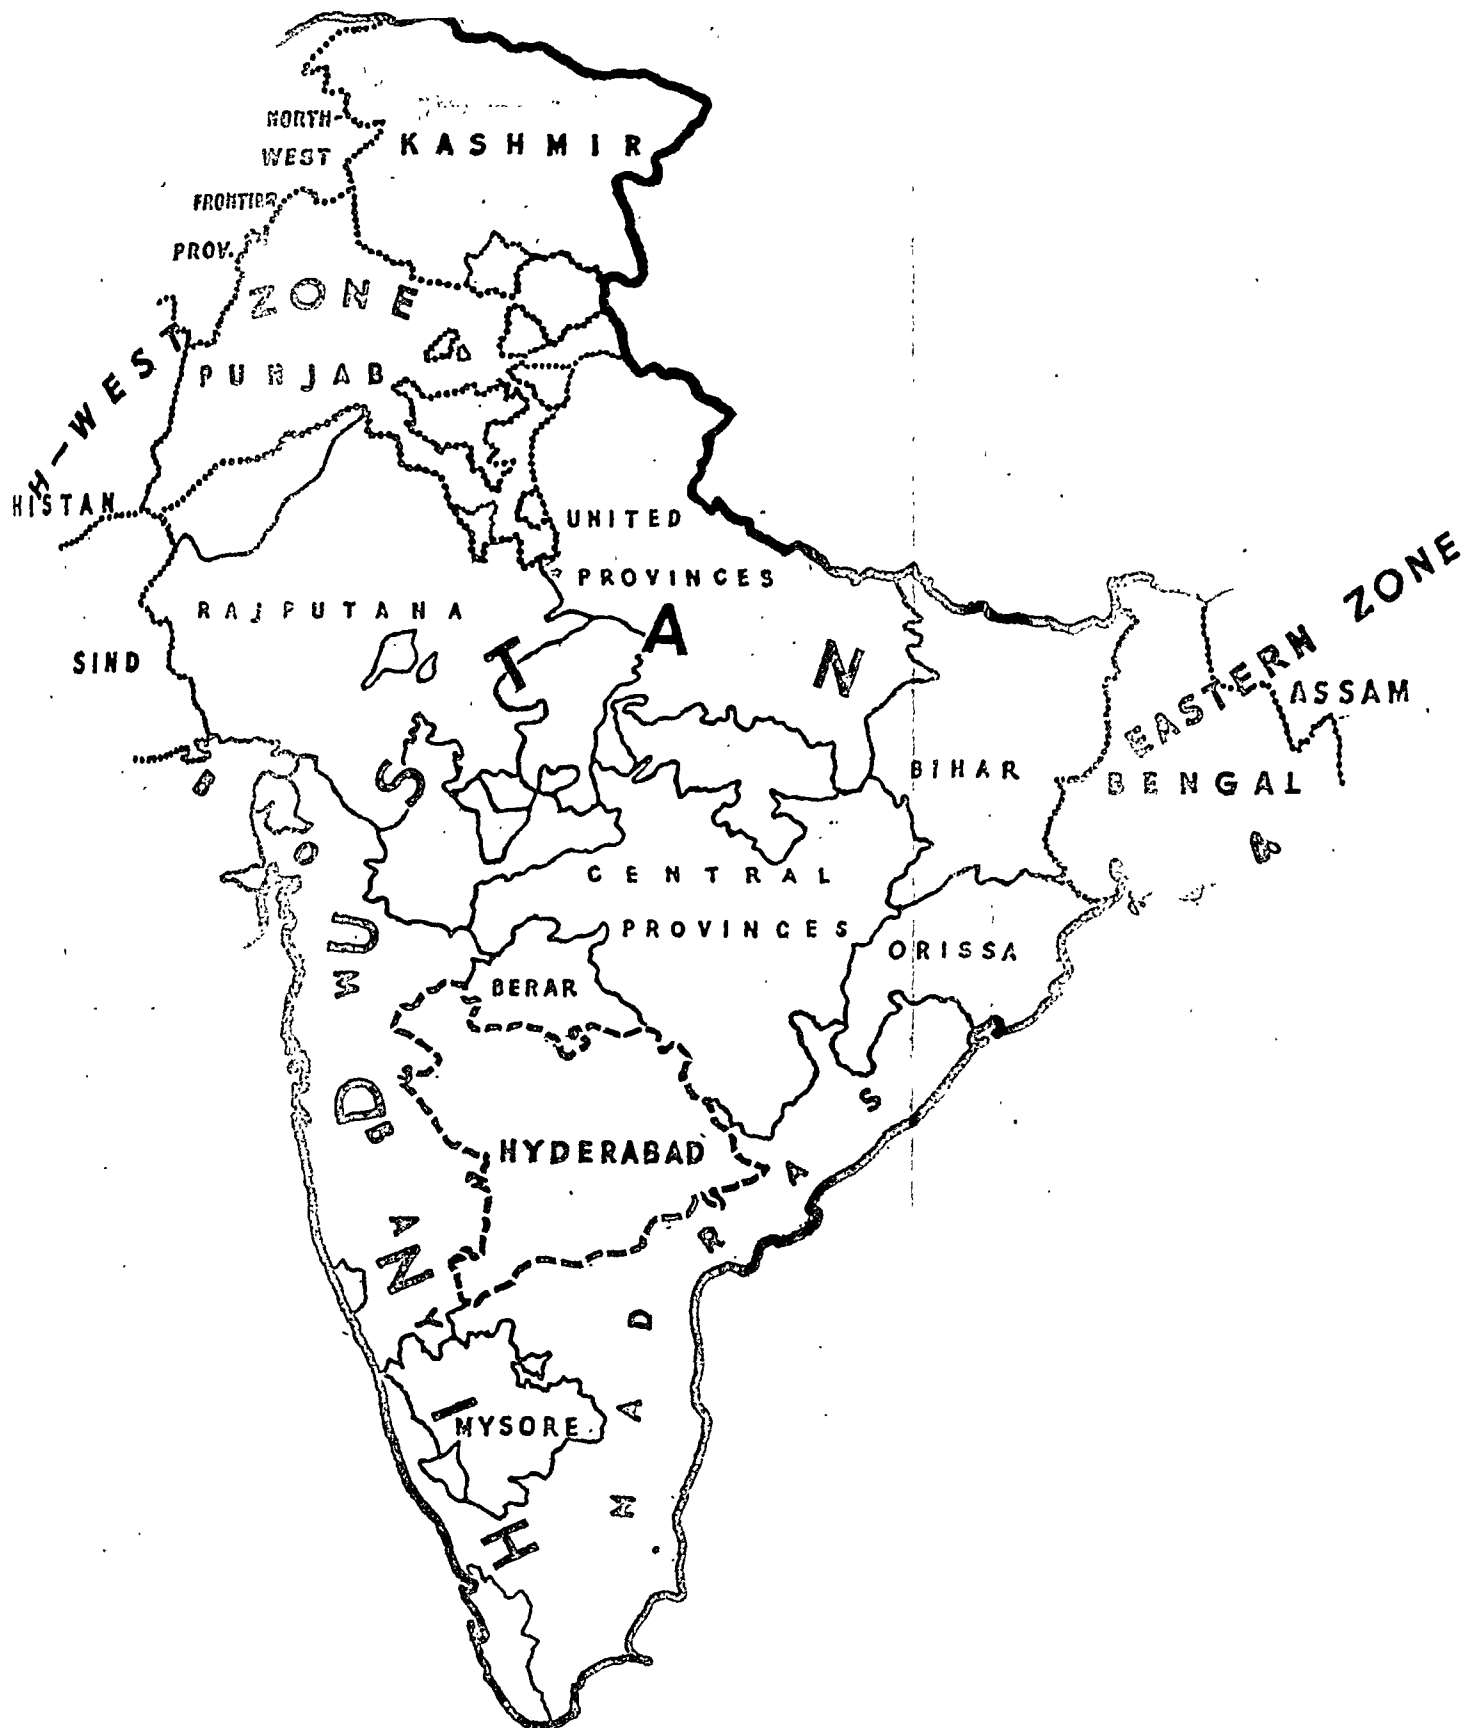 NORTH-
WEST
FRONTIER
PROV.
KASHMIR
H-WEST
ZONE
PUNJAB
HISTAN
UNITED
PROVINCES
RAJPUTANA
SIND
HINDUSTAN
EASTERN ZONE
ASSAM
BENGAL
BIHAR
CENTRAL
PROVINCES
ORISSA
BERAR
BOMBAY
HYDERABAD
MADRAS
MYSORE